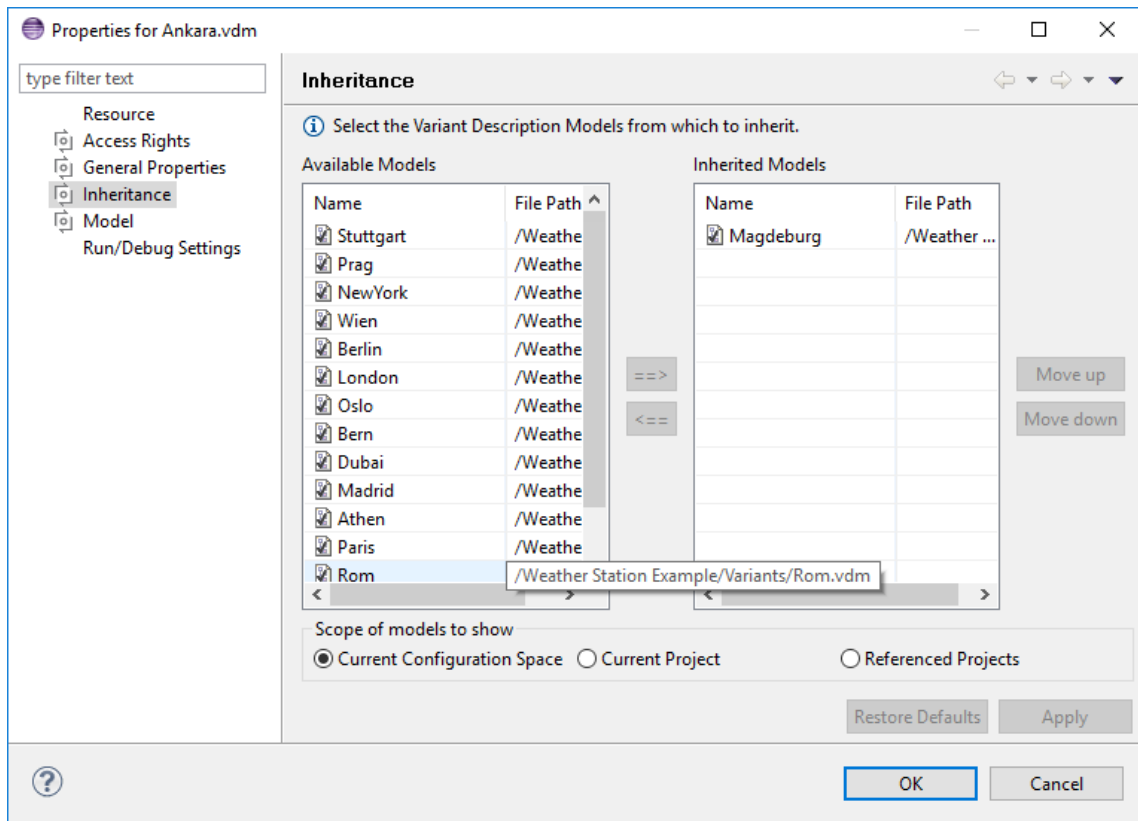 Properties for Ankara.vdm
type filter text
Resource
Access Rights
General Properties
Inheritance
Model
Run/Debug Settings
Inheritance
Select the Variant Description Models from which to inherit.
Available Models
Name File Path
Stuttgart /Weathe
Prag /Weathe
NewYork /Weathe
Wien /Weathe
Berlin /Weathe
London /Weathe
Oslo /Weathe
Bern /Weathe
Dubai /Weathe
Madrid /Weathe
Athen /Weathe
Paris /Weathe
Rom /Weather Station Example/Variants/Rom.vdm
==>
<==
Inherited Models
Name File Path
Magdeburg /Weather ...
Move up
Move down
Scope of models to show
Current Configuration Space Current Project Referenced Projects
Restore Defaults Apply
OK Cancel